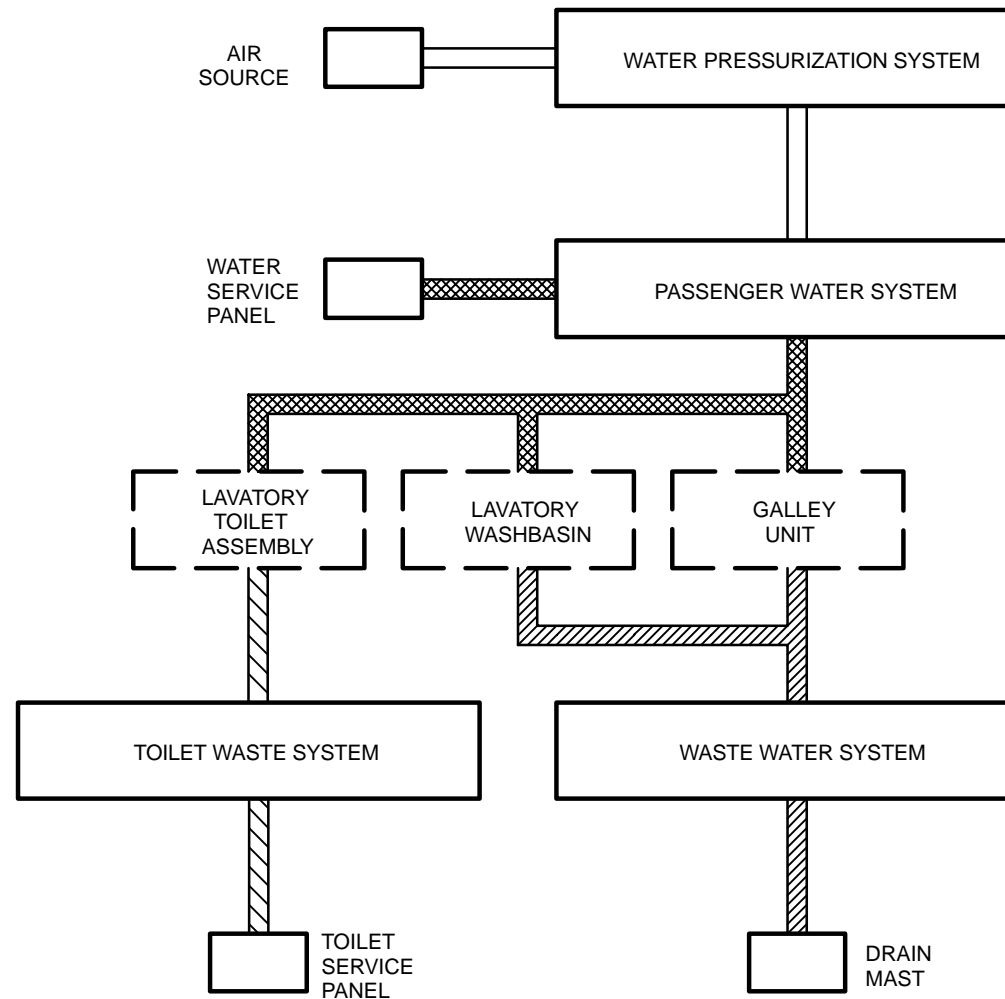 AIR
SOURCE
WATER PRESSURIZATION SYSTEM
WATER
SERVICE
PANEL
PASSENGER WATER SYSTEM
LAVATORY
TOILET
ASSEMBLY
LAVATORY
WASHBASIN
GALLEY
UNIT
TOILET WASTE SYSTEM
WASTE WATER SYSTEM
TOILET
SERVICE
PANEL
DRAIN
MAST